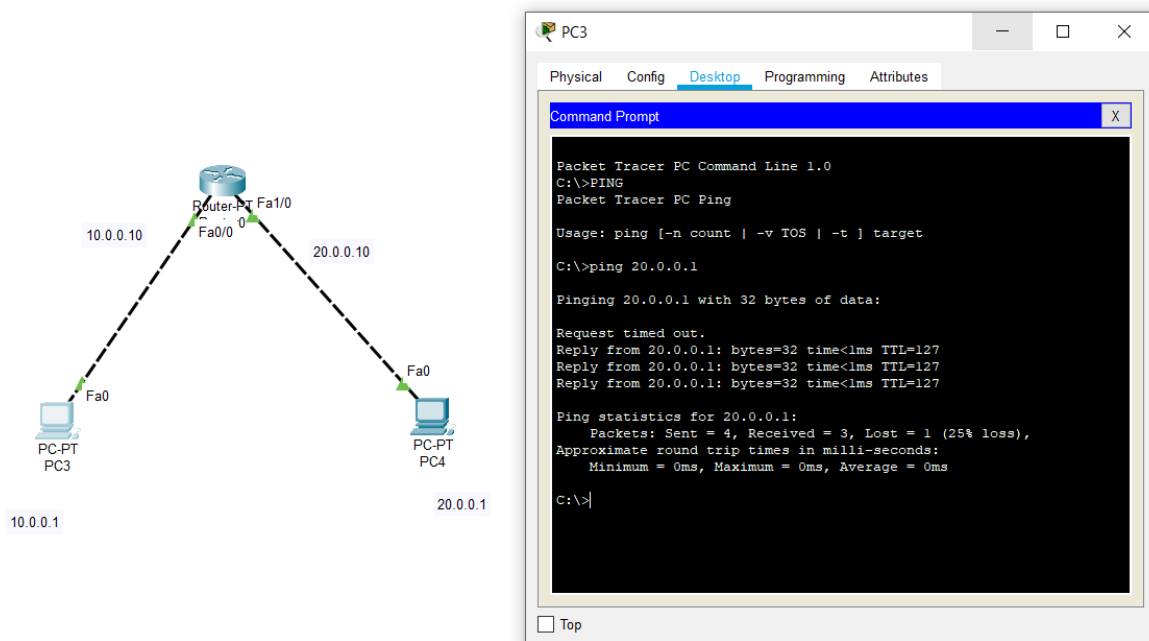 Router-PT
Fa1/0
Fa0/0
10.0.0.10
20.0.0.10
Fa0
Fa0
PC-PT
PC3
PC-PT
PC4
20.0.0.1
10.0.0.1
PC3
Physical Config Desktop Programming Attributes
Command Prompt X
Packet Tracer PC Command Line 1.0
C:\>PING
Packet Tracer PC Ping
Usage: ping [-n count | -v TOS | -t ] target
C:\>ping 20.0.0.1
Pinging 20.0.0.1 with 32 bytes of data:
Request timed out.
Reply from 20.0.0.1: bytes=32 time<1ms TTL=127
Reply from 20.0.0.1: bytes=32 time<1ms TTL=127
Reply from 20.0.0.1: bytes=32 time<1ms TTL=127
Ping statistics for 20.0.0.1:
Packets: Sent = 4, Received = 3, Lost = 1 (25% loss),
Approximate round trip times in milli-seconds:
Minimum = 0ms, Maximum = 0ms, Average = 0ms
C:\>
Top